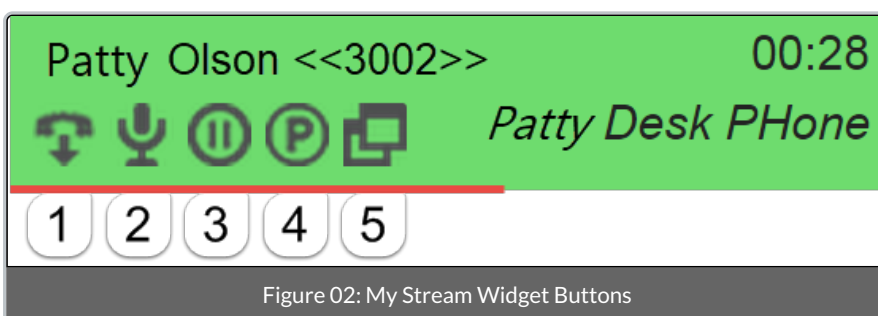 Patty Olson <<3002>>
00:28
P
Patty Desk PHone
1 2 3 4 5
Figure 02: My Stream Widget Buttons